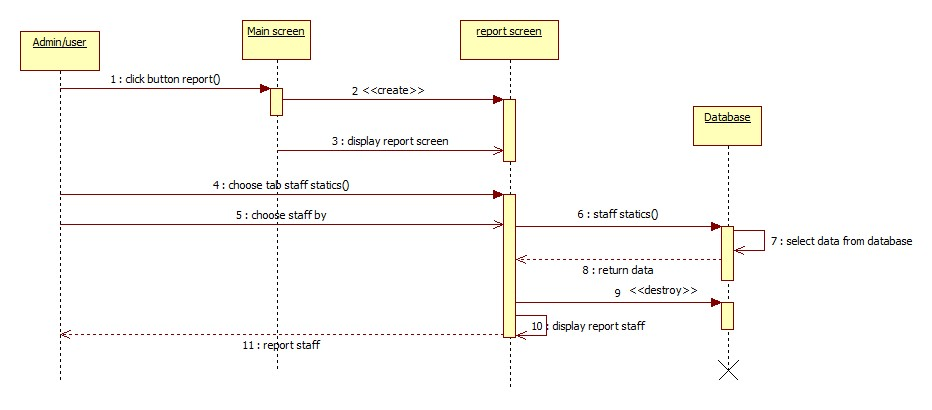 Admin/user
Main screen
report screen
1 : click button report()
2 <<create>>
Database
3 : display report screen
4 : choose tab staff statics()
5 : choose staff by
6 : staff statics()
7 : select data from database
8 : return data
9 <<destroy>>
10 : display report staff
11 : report staff